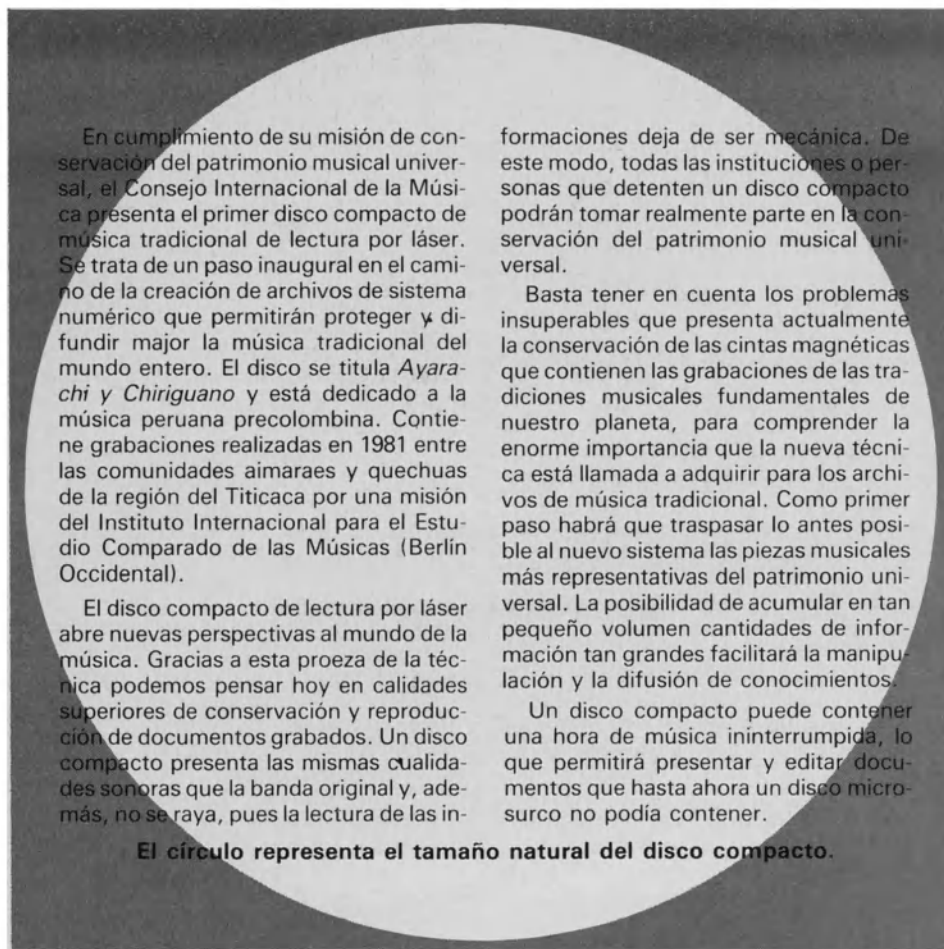 En cumplimiento de su misión de con-
servación del patrimonio musical univer-
sal, el Consejo Internacional de la Músi-
ca presenta el primer disco compacto de
música tradicional de lectura por láser.
Se trata de un paso inaugural en el cami-
no de la creación de archivos de sistema
numérico que permitirán proteger y di-
fundir major la música tradicional del
mundo entero. El disco se titula Ayara-
chi y Chiriguano y está dedicado a la
música peruana precolombina. Contie-
ne grabaciones realizadas en 1981 entre
las comunidades aimaraes y quechuas
de la región del Titicaca por una misión
del Instituto Internacional para el Estu-
dio Comparado de las Músicas (Berlín
Occidental).
El disco compacto de lectura por láser
abre nuevas perspectivas al mundo de la
música. Gracias a esta proeza de la téc-
nica podemos pensar hoy en calidades
superiores de conservación y reproduc-
ción de documentos grabados. Un disco
compacto presenta las mismas cualida-
des sonoras que la banda original y, ade-
más, no se raya, pues la lectura de las in-
formaciones deja de ser mecánica. De
este modo, todas las instituciones o per-
sonas que detenten un disco compacto
podrán tomar realmente parte en la con-
servación del patrimonio musical uni-
versal.
Basta tener en cuenta los problemas
insuperables que presenta actualmente
la conservación de las cintas magnéticas
que contienen las grabaciones de las tra-
diciones musicales fundamentales de
nuestro planeta, para comprender la
enorme importancia que la nueva técni-
ca está llamada a adquirir para los archi-
vos de música tradicional. Como primer
paso habrá que traspasar lo antes posi-
ble al nuevo sistema las piezas musicales
más representativas del patrimonio uni-
versal. La posibilidad de acumular en tan
pequeño volumen cantidades de infor-
mación tan grandes facilitará la manipu-
lación y la difusión de conocimientos.
Un disco compacto puede contener
una hora de música ininterrumpida, lo
que permitirá presentar y editar docu-
mentos que hasta ahora un disco micro-
surco no podía contener.
El círculo representa el tamaño natural del disco compacto.